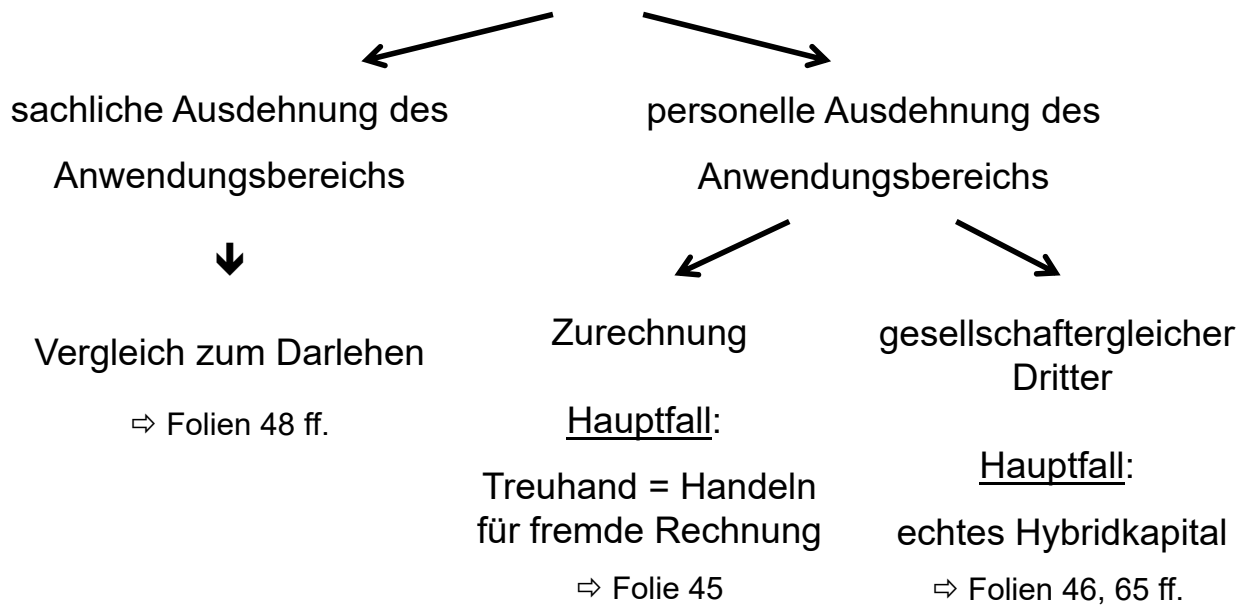 sachliche Ausdehnung des
Anwendungsbereichs
Vergleich zum Darlehen
⇨ Folien 48 ff.
personelle Ausdehnung des
Anwendungsbereichs
Zurechnung
Hauptfall:
Treuhand = Handeln
für fremde Rechnung
⇨ Folie 45
gesellschaftergleicher
Dritter
Hauptfall:
echtes Hybridkapital
⇨ Folien 46, 65 ff.